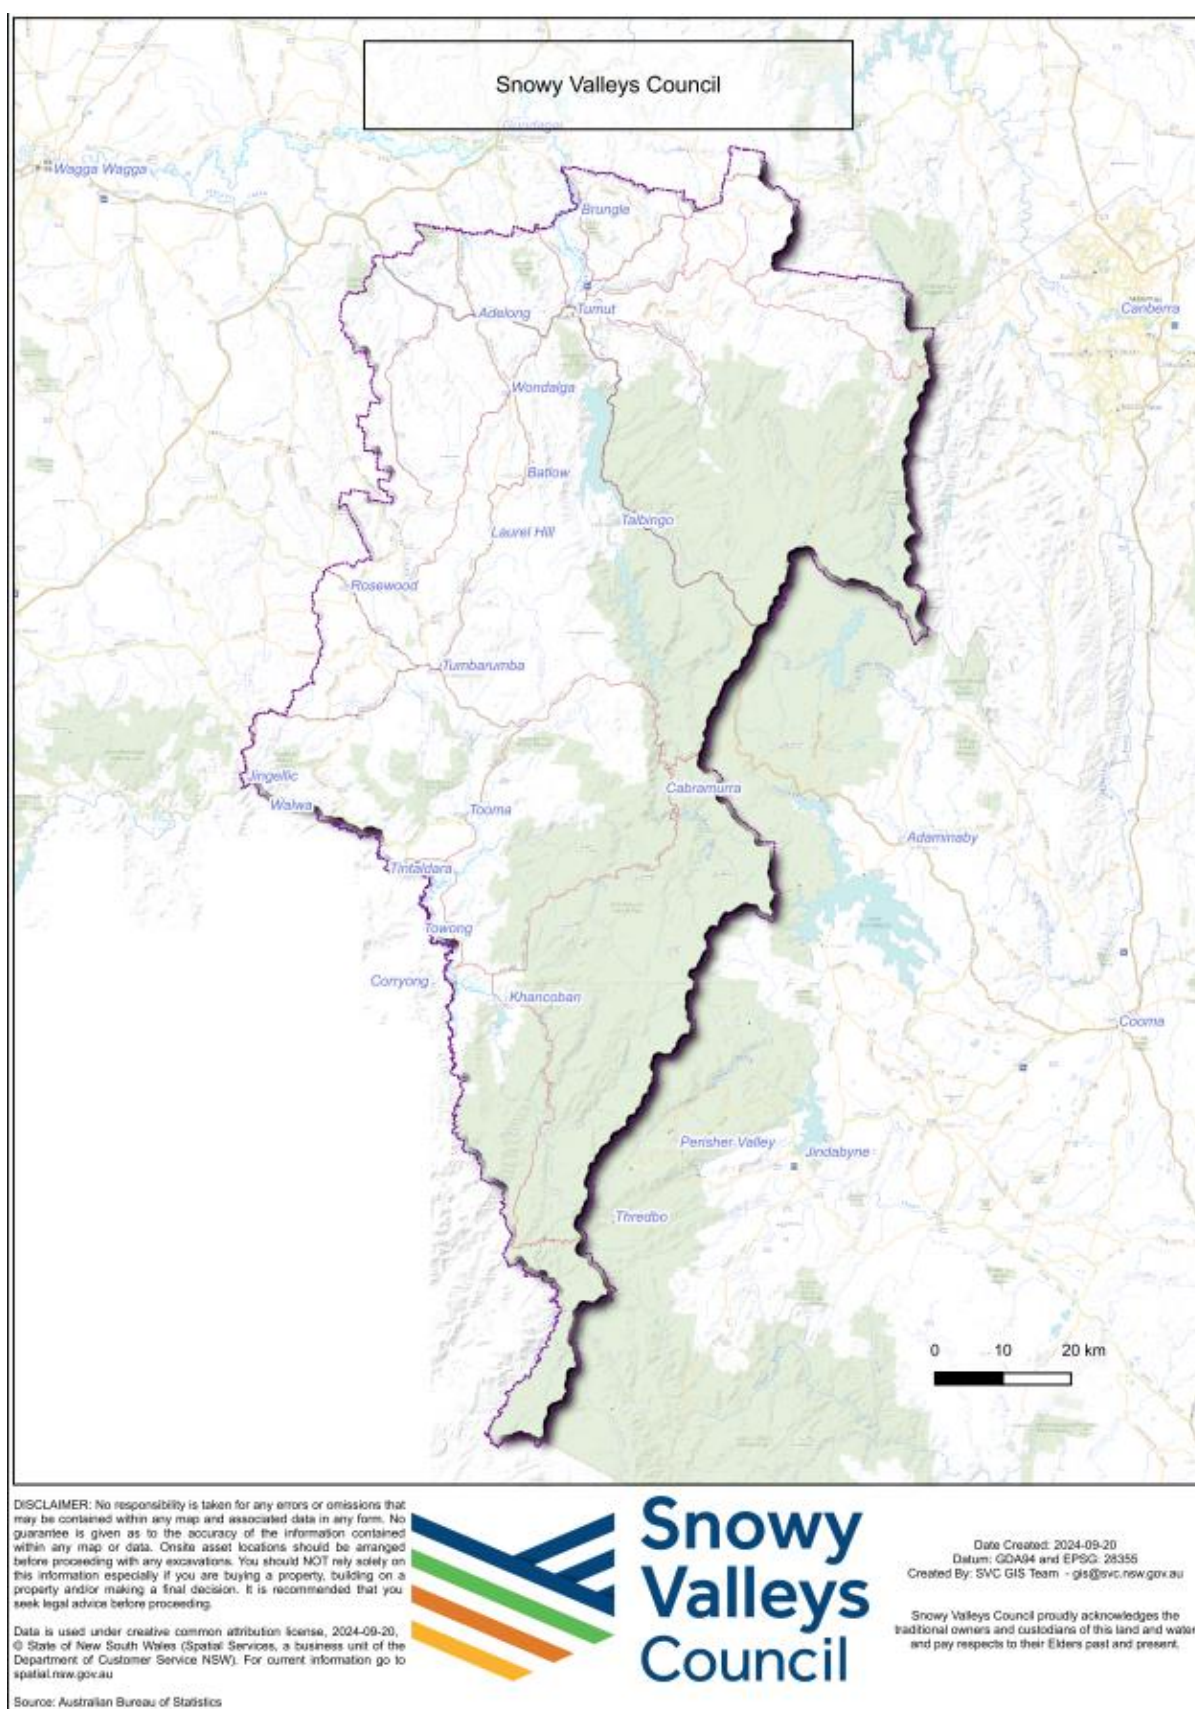 Snowy Valleys Council
Gundagai
Wagga Wagga
Brungle
Adelong
Tumut
Canberra
Wondalga
Batlow
Talbingo
Laurel Hill
Rosewood
Tumbarumba
Jingellic
Walwa
Cabramurra
Tooma
Adaminaby
Tintaldara
Towong
Corryong
Khancoban
Cooma
Perisher Valley
Jindabyne
Thredbo
0 10 20 km
DISCLAIMER: No responsibility is taken for any errors or omissions that
may be contained within any map and associated data in any form. No
guarantee is given as to the accuracy of the information contained
within any map or data. Onsite asset locations should be arranged
before proceeding with any excavations. You should NOT rely solely on
this information especially if you are buying a property, building on a
property and/or making a final decision. It is recommended that you
seek legal advice before proceeding.
Data is used under creative common attribution license, 2024-09-20,
© State of New South Wales (Spatial Services, a business unit of the
Department of Customer Service NSW). For current information go to
spatial.nsw.gov.au
Source: Australian Bureau of Statistics
Snowy
Valleys
Council
Date Created: 2024-09-20
Datum: GDA94 and EPSG: 28355
Created By: SVC GIS Team - gis@svc.nsw.gov.au
Snowy Valleys Council proudly acknowledges the
traditional owners and custodians of this land and water
and pay respects to their Elders past and present.